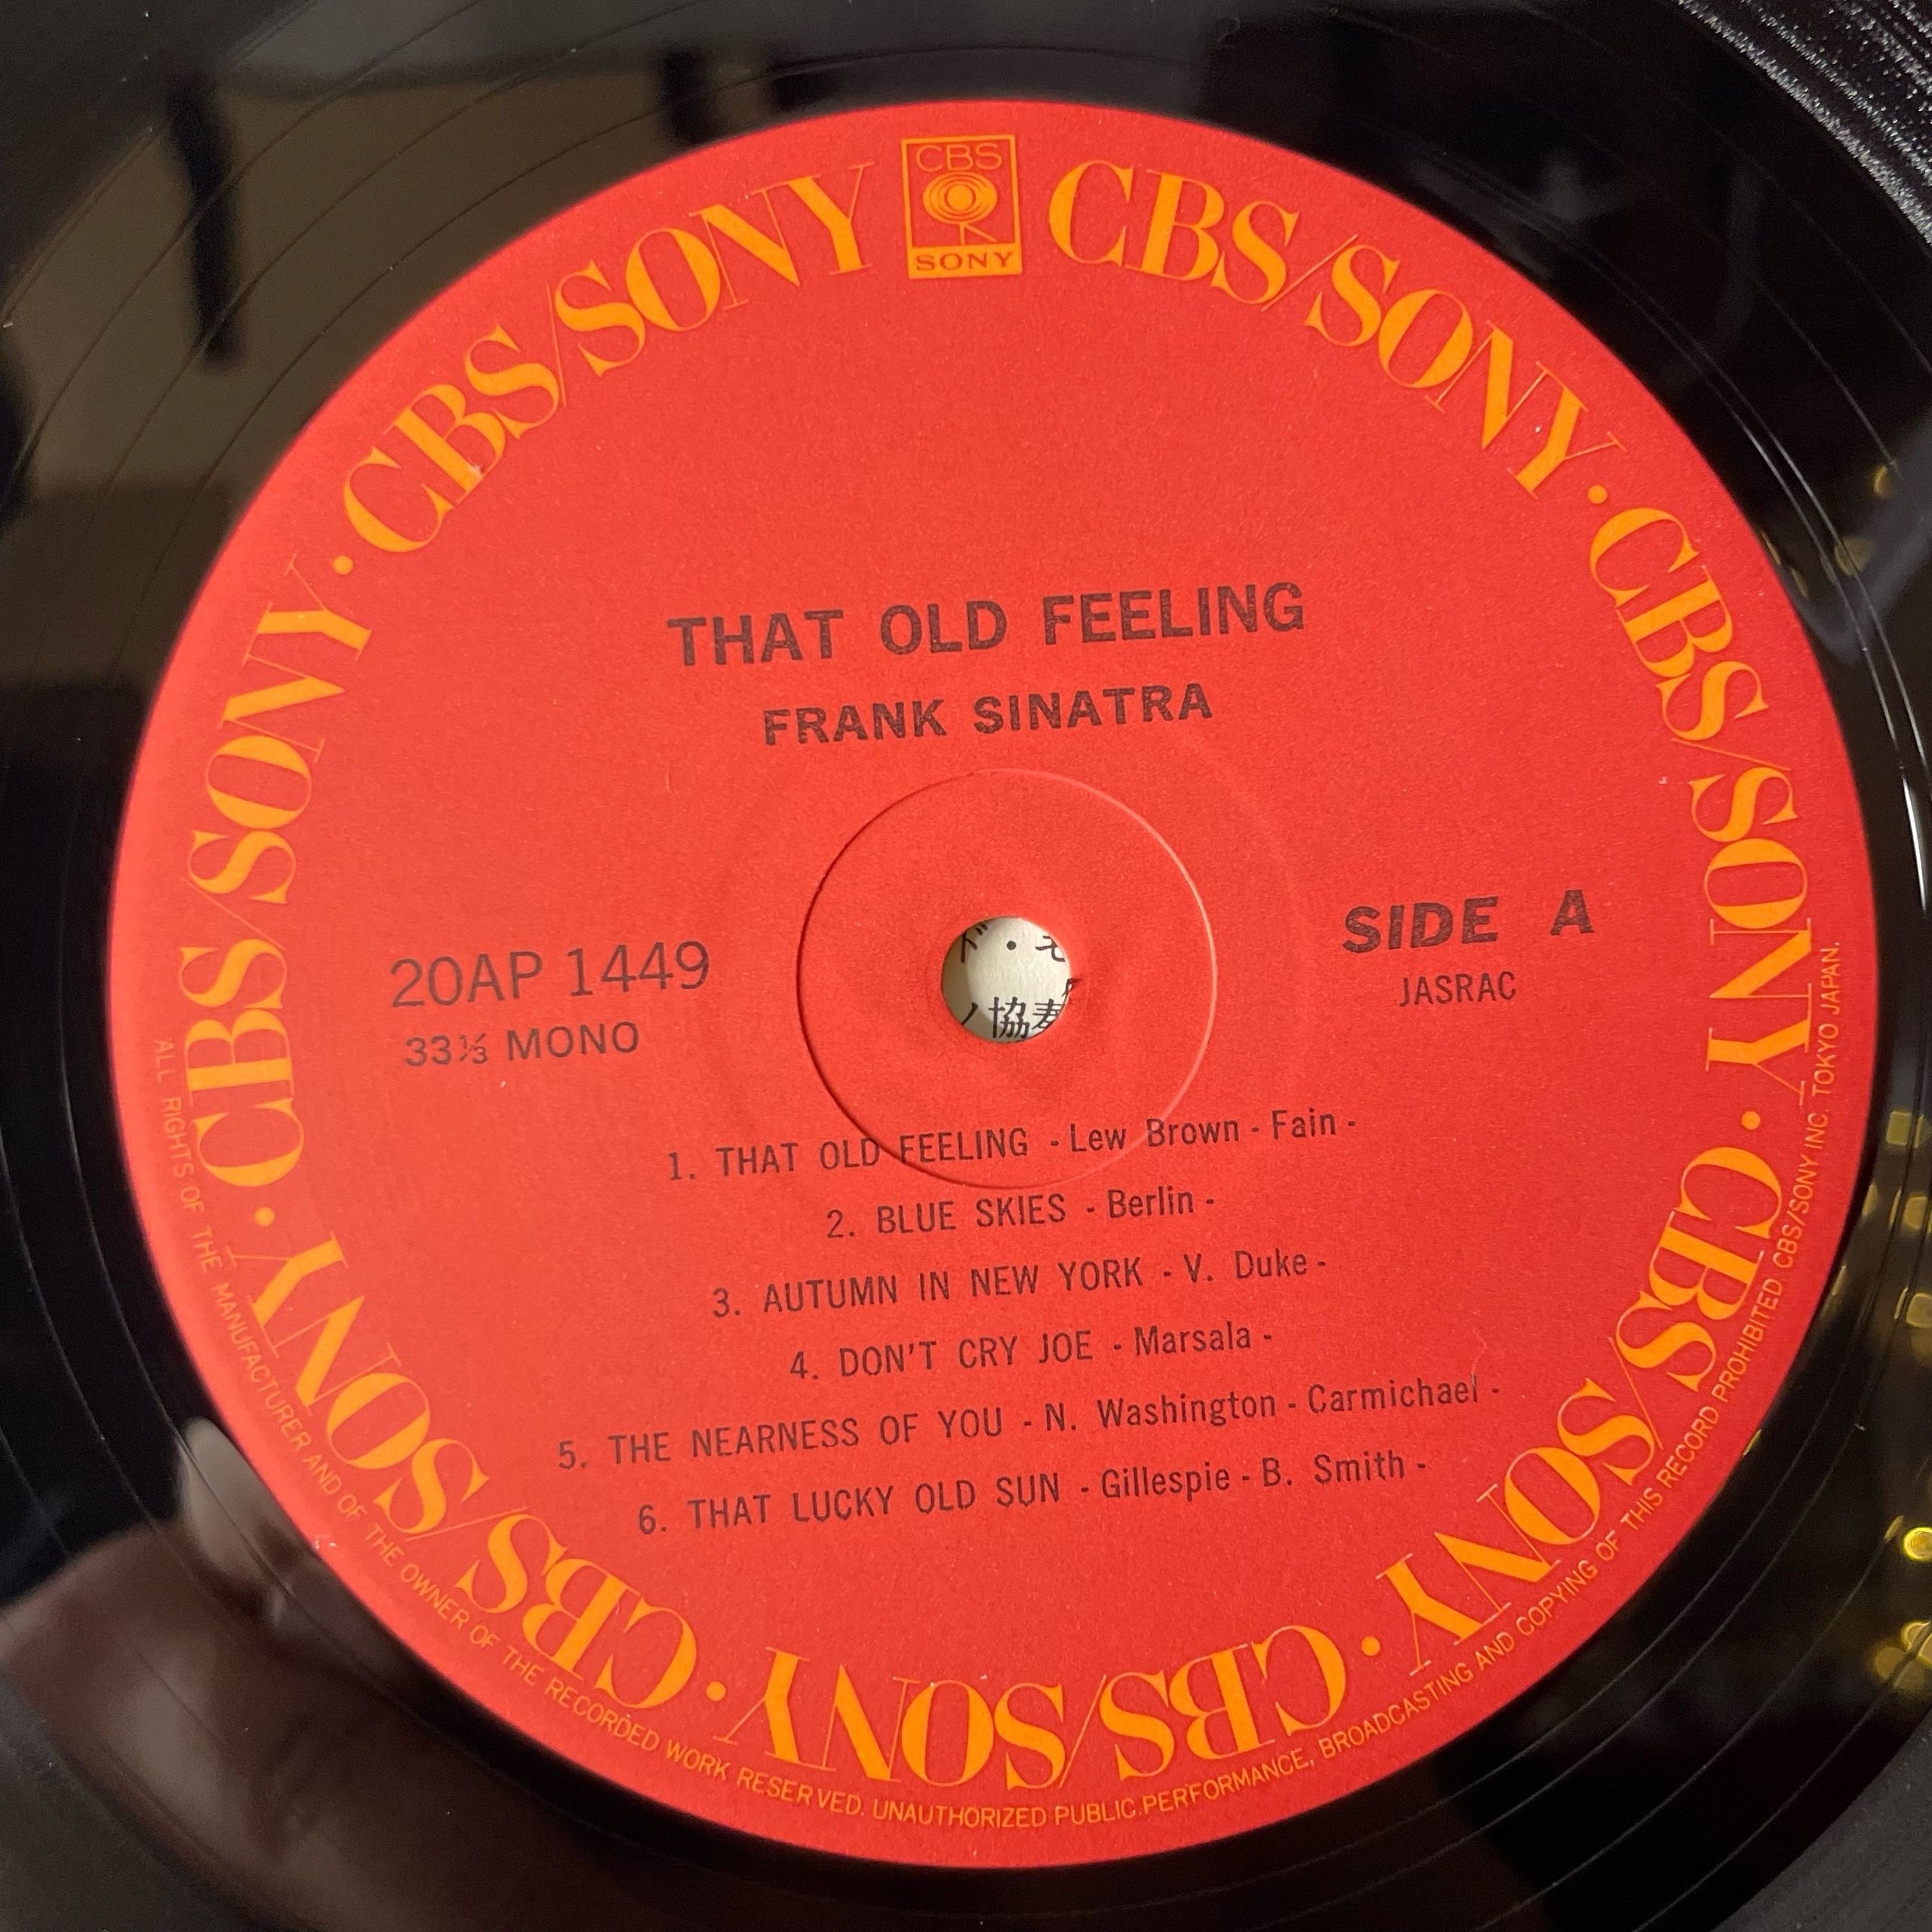 CBS
SONY
CBS/SONY · CBS/SONY · CBS/SONY · CBS/SONY · CBS/SONY · CBS/SONY · CBS/SONY · CBS/SONY
THAT OLD FEELING
FRANK SINATRA
20AP 1449
33⅓ MONO
SIDE A
JASRAC
ド・モ
ノ協奏
1. THAT OLD FEELING - Lew Brown - Fain -
2. BLUE SKIES - Berlin -
3. AUTUMN IN NEW YORK - V. Duke -
4. DON'T CRY JOE - Marsala -
5. THE NEARNESS OF YOU - N. Washington - Carmichael -
6. THAT LUCKY OLD SUN - Gillespie - B. Smith -
ALL RIGHTS OF THE MANUFACTURER AND OF THE OWNER OF THE RECORDED WORK RESERVED. UNAUTHORIZED PUBLIC PERFORMANCE, BROADCASTING AND COPYING OF THIS RECORD PROHIBITED. CBS/SONY INC. TOKYO JAPAN.